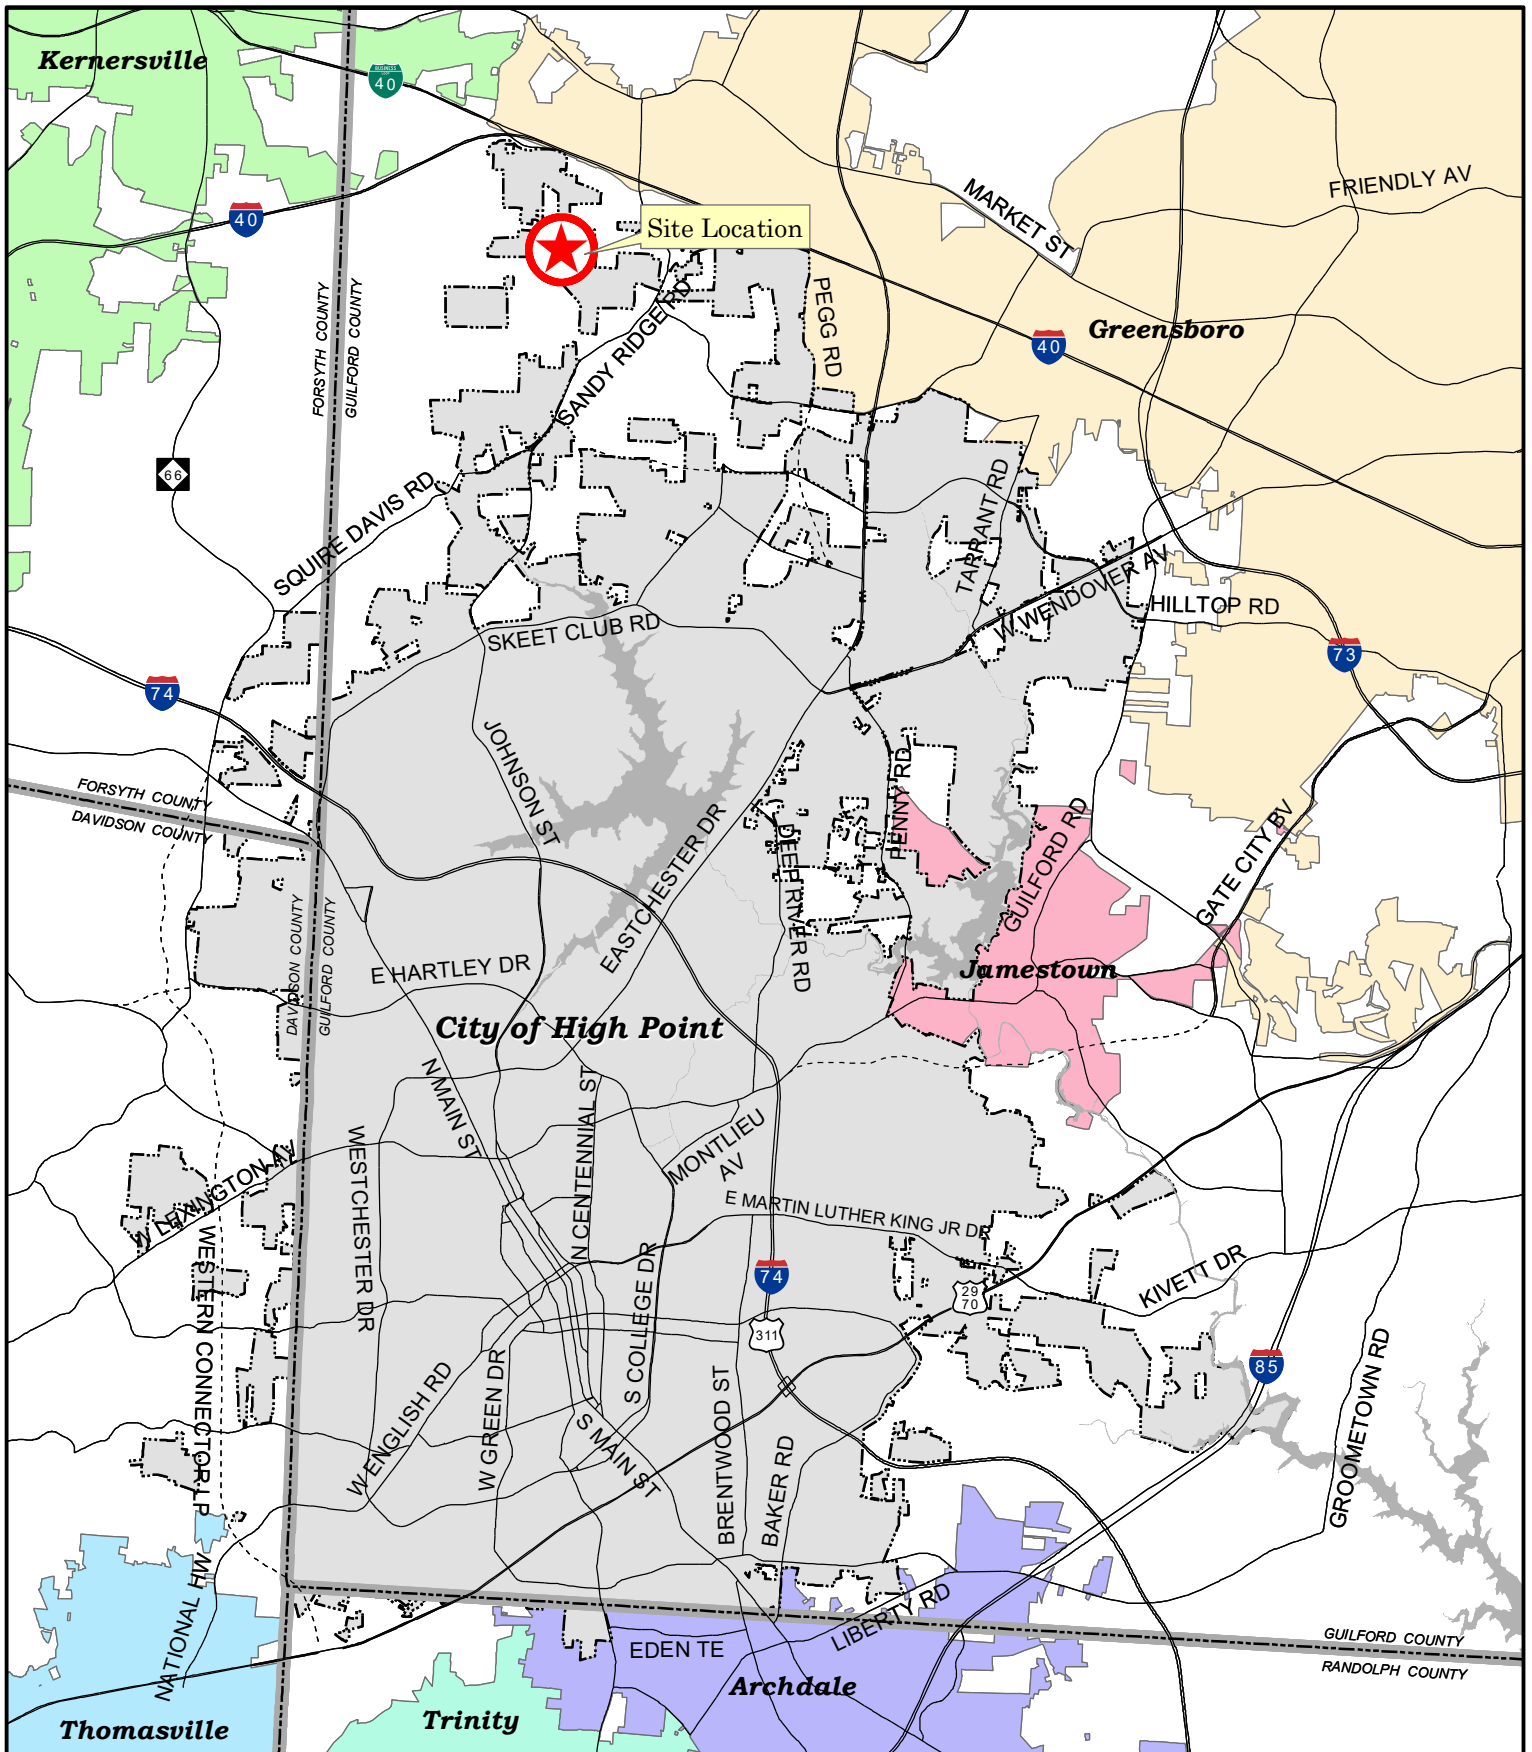 Kernersville
BUSINESS
LOOP
40
40
Site Location
MARKET ST
FRIENDLY AV
FORSYTH COUNTY
GUILFORD COUNTY
PEGG RD
Greensboro
40
SANDY RIDGE RD
66
SQUIRE DAVIS RD
TARRANT RD
W WENDOVER AV
HILLTOP RD
SKEET CLUB RD
73
74
JOHNSON ST
PENNY RD
FORSYTH COUNTY
DAVIDSON COUNTY
EASTCHESTER DR
DEEP RIVER RD
GUILFORD RD
GATE CITY BV
DAVIDSON COUNTY
GUILFORD COUNTY
E HARTLEY DR
Jamestown
City of High Point
N MAIN ST
N CENTENNIAL ST
MONTLIEU
AV
WESTCHESTER DR
W LEXINGTON AV
E MARTIN LUTHER KING JR DR
WESTERN CONNECTOR LP
S COLLEGE DR
74
29
70
KIVETT DR
311
85
W ENGLISH RD
W GREEN DR
S MAIN ST
BRENTWOOD ST
BAKER RD
GROOMETOWN RD
NATIONAL HW
LIBERTY RD
EDEN TE
GUILFORD COUNTY
RANDOLPH COUNTY
Archdale
Trinity
Thomasville